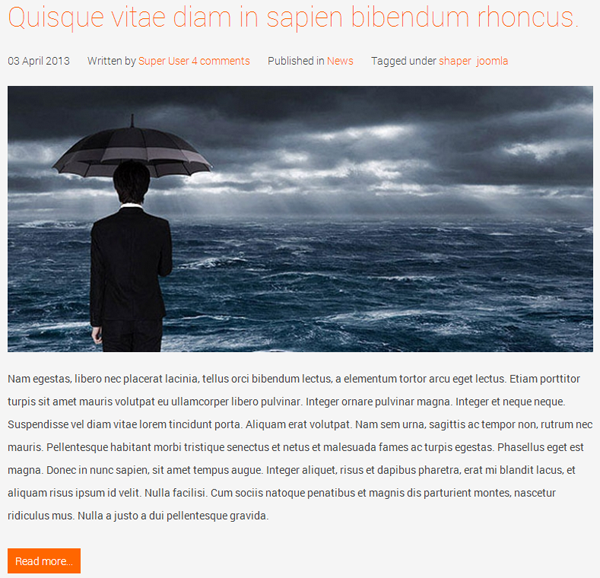 Quisque vitae diam in sapien bibendum rhoncus.
03 April 2013 Written by Super User 4 comments Published in News Tagged under shaper joomla
Nam egestas, libero nec placerat lacinia, tellus orci bibendum lectus, a elementum tortor arcu eget lectus. Etiam porttitor
turpis sit amet mauris volutpat eu ullamcorper libero pulvinar. Integer ornare pulvinar magna. Integer et neque neque.
Suspendisse vel diam vitae lorem tincidunt porta. Aliquam erat volutpat. Nam sem urna, sagittis ac tempor non, rutrum nec
mauris. Pellentesque habitant morbi tristique senectus et netus et malesuada fames ac turpis egestas. Phasellus eget est
magna. Donec in nunc sapien, sit amet tempus augue. Integer aliquet, risus et dapibus pharetra, erat mi blandit lacus, et
aliquam risus ipsum id velit. Nulla facilisi. Cum sociis natoque penatibus et magnis dis parturient montes, nascetur
ridiculus mus. Nulla a justo a dui pellentesque gravida.
Read more...